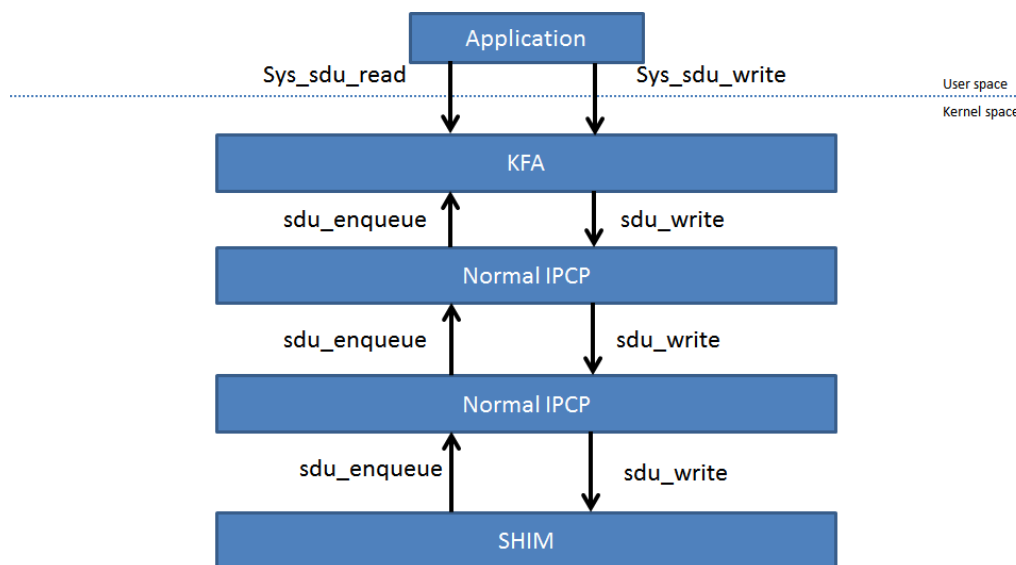 Application
Sys_sdu_read
Sys_sdu_write
User space
Kernel space
KFA
sdu_enqueue
sdu_write
Normal IPCP
sdu_enqueue
sdu_write
Normal IPCP
sdu_enqueue
sdu_write
SHIM